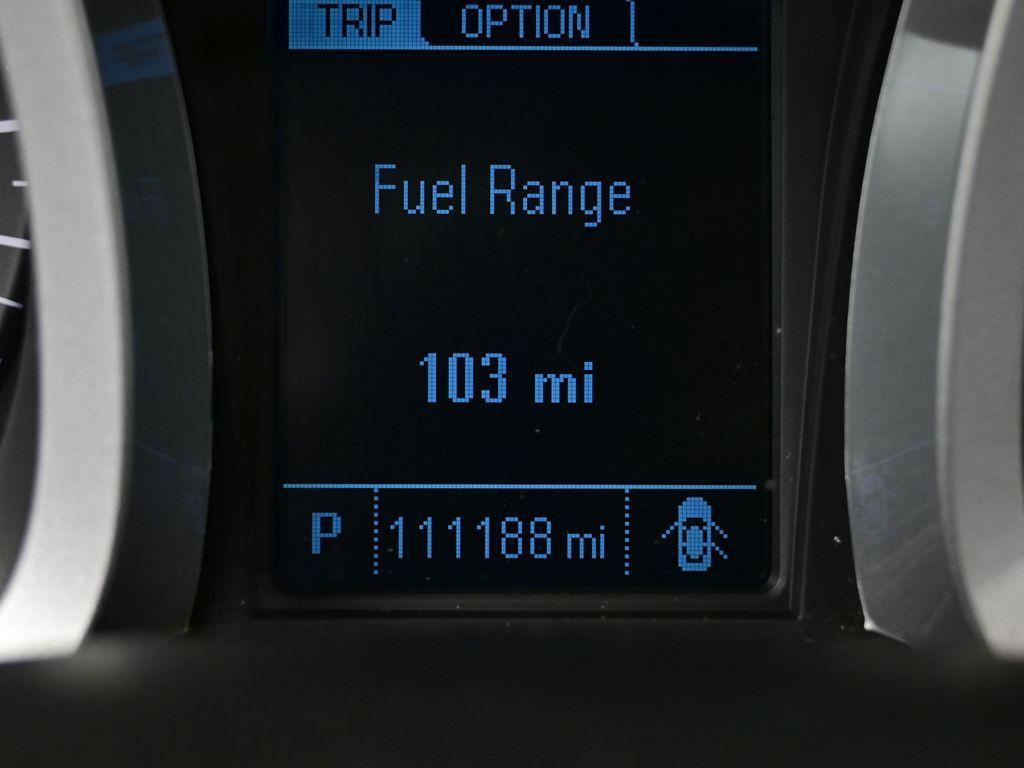 TRIP OPTION
Fuel Range
103 mi
P 111188 mi